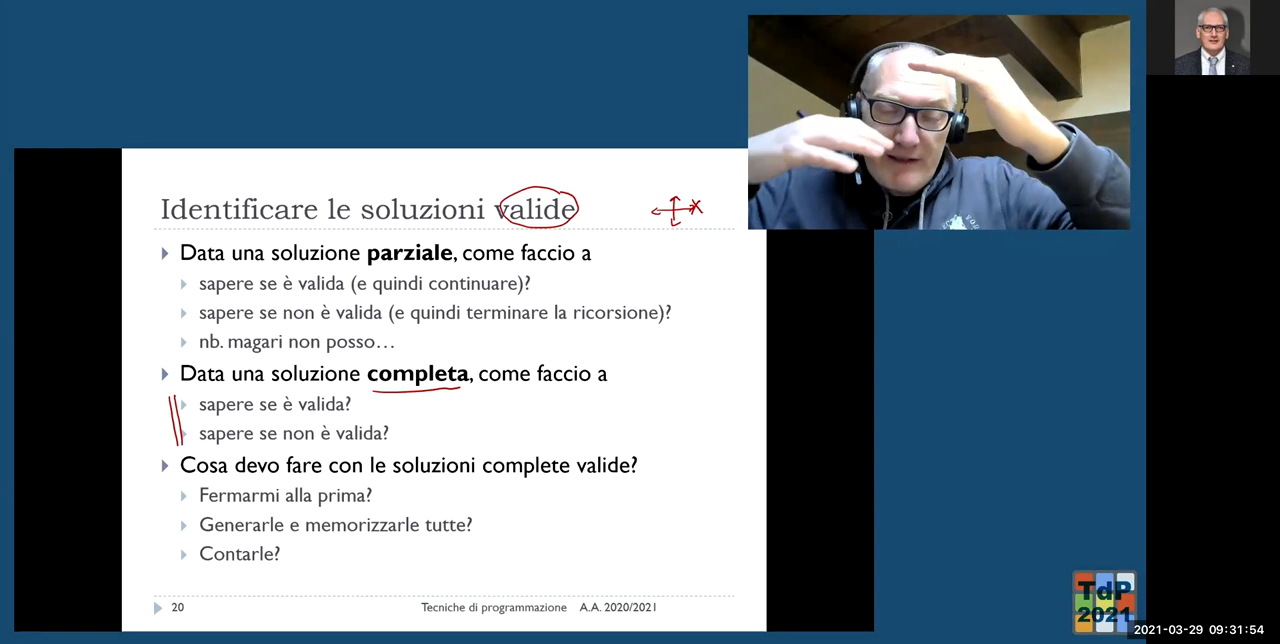 Identificare le soluzioni valide
Data una soluzione parziale, come faccio a
sapere se è valida (e quindi continuare)?
sapere se non è valida (e quindi terminare la ricorsione)?
nb. magari non posso…
Data una soluzione completa, come faccio a
sapere se è valida?
sapere se non è valida?
Cosa devo fare con le soluzioni complete valide?
Fermarmi alla prima?
Generarle e memorizzarle tutte?
Contarle?
20 Tecniche di programmazione A.A. 2020/2021
TdP
2021
2021-03-29 09:31:54